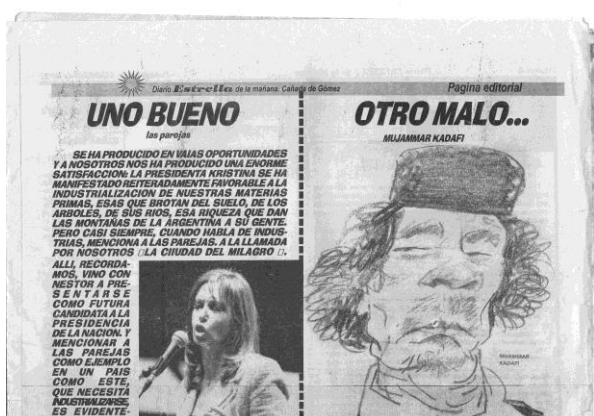 Diario Estrella de la mañana. Cañada de Gómez
Pagina editorial
UNO BUENO
las parejas
SE HA PRODUCIDO EN VAIAS OPORTUNIDADES
Y A NOSOTROS NOS HA PRODUCIDO UNA ENORME
SATISFACCION: LA PRESIDENTA KRISTINA SE HA
MANIFESTADO REITERADAMENTE FAVORABLE A LA
INDUSTRIALIZACION DE NUESTRAS MATERIAS
PRIMAS, ESAS QUE BROTAN DEL SUELO, DE LOS
ARBOLES, DE SUS RIOS, ESA RIQUEZA QUE DAN
LAS MONTAÑAS DE LA ARGENTINA A SU GENTE.
PERO CASI SIEMPRE, CUANDO HABLA DE INDUS-
TRIAS, MENCIONA A LAS PAREJAS. A LA LLAMADA
POR NOSOTROS □LA CIUDAD DEL MILAGRO □.
ALLI, RECORDA-
MOS, VINO CON
NESTOR A PRE-
SENTARSE
COMO FUTURA
CANDIDATA A LA
PRESIDENCIA
DE LA NACION. Y
MENCIONAR A
LAS PAREJAS
COMO EJEMPLO
EN UN PAIS
COMO ESTE,
QUE NECESITA
INDUSTRIALIZARSE,
ES EVIDENTE-
OTRO MALO...
MUJAMMAR KADAFI
MUAMMAR
KADAFI